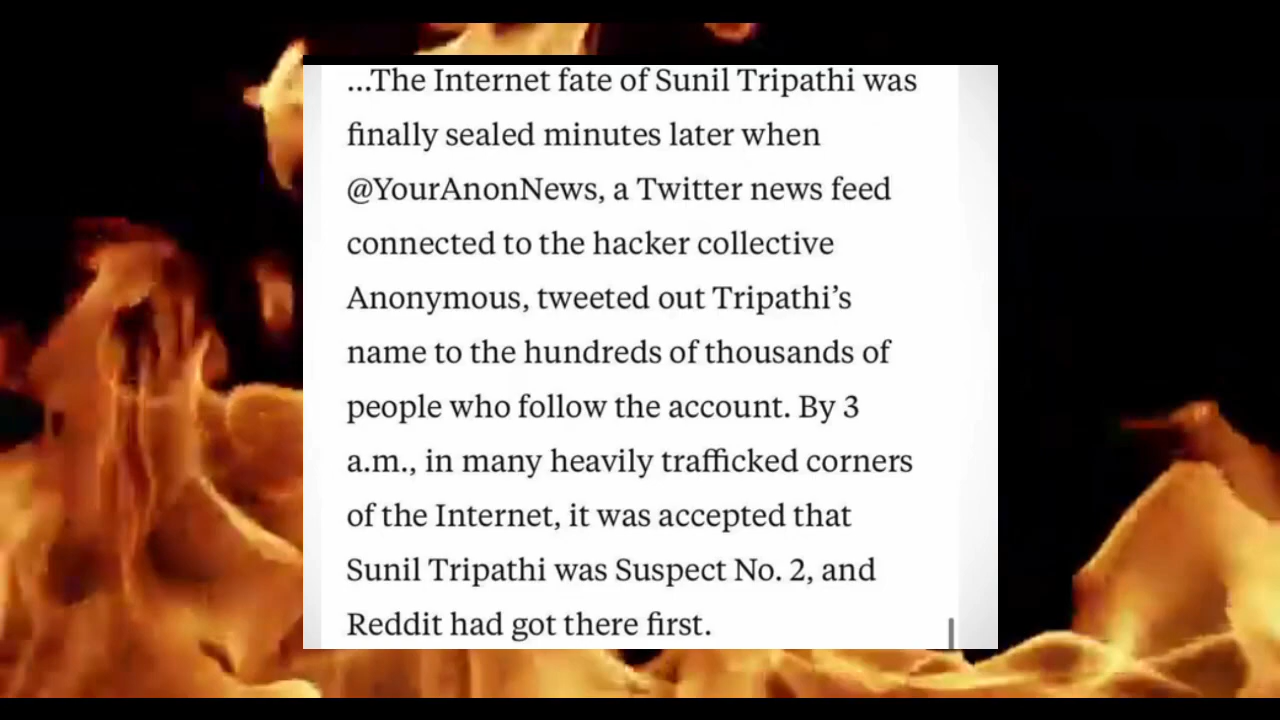 ...The Internet fate of Sunil Tripathi was
finally sealed minutes later when
@YourAnonNews, a Twitter news feed
connected to the hacker collective
Anonymous, tweeted out Tripathi’s
name to the hundreds of thousands of
people who follow the account. By 3
a.m., in many heavily trafficked corners
of the Internet, it was accepted that
Sunil Tripathi was Suspect No. 2, and
Reddit had got there first.